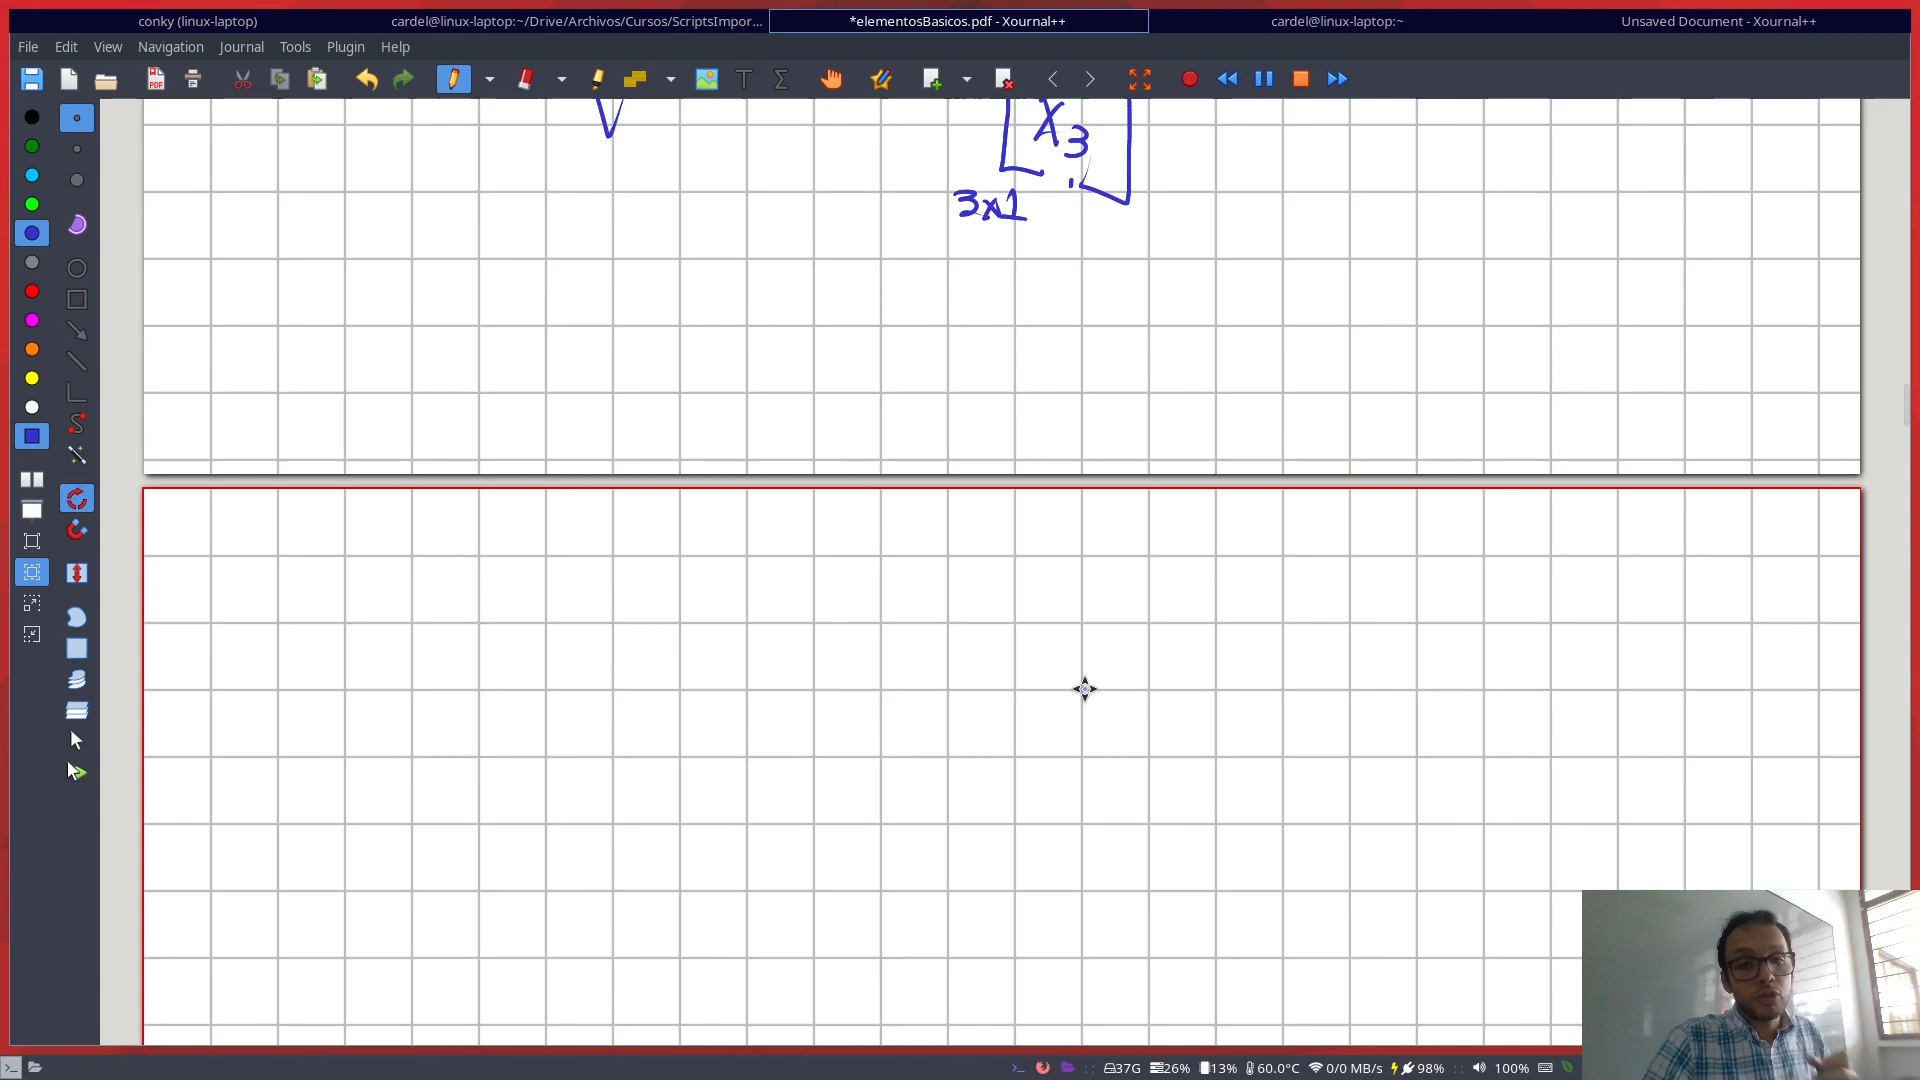 conky (linux-laptop)
cardel@linux-laptop:~/Drive/Archivos/Cursos/ScriptsImpor...
*elementosBasicos.pdf - Xournal++
cardel@linux-laptop:~
Unsaved Document - Xournal++
File Edit View Navigation Journal Tools Plugin Help
PDF
T Σ
X3
3x1
37G 26% 13% 60.0°C 0/0 MB/s 98% 100%